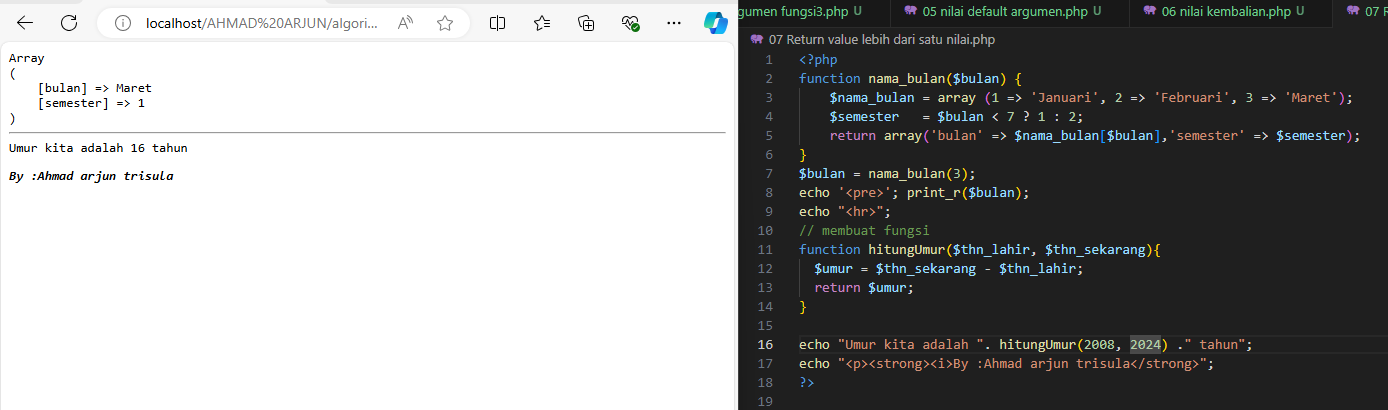 localhost/AHMAD%20ARJUN/algori...
Array
(
    [bulan] => Maret
    [semester] => 1
)
Umur kita adalah 16 tahun
By :Ahmad arjun trisula
gumen fungsi3.php U
05 nilai default argumen.php U
06 nilai kembalian.php U
07 R
07 Return value lebih dari satu nilai.php
1 <?php
2 function nama_bulan($bulan) {
3     $nama_bulan = array (1 => 'Januari', 2 => 'Februari', 3 => 'Maret');
4     $semester   = $bulan < 7 ? 1 : 2;
5     return array('bulan' => $nama_bulan[$bulan],'semester' => $semester);
6 }
7 $bulan = nama_bulan(3);
8 echo '<pre>'; print_r($bulan);
9 echo "<hr>";
10 // membuat fungsi
11 function hitungUmur($thn_lahir, $thn_sekarang){
12   $umur = $thn_sekarang - $thn_lahir;
13   return $umur;
14 }
15
16 echo "Umur kita adalah ". hitungUmur(2008, 2024) ." tahun";
17 echo "<p><strong><i>By :Ahmad arjun trisula</strong>";
18 ?>
19